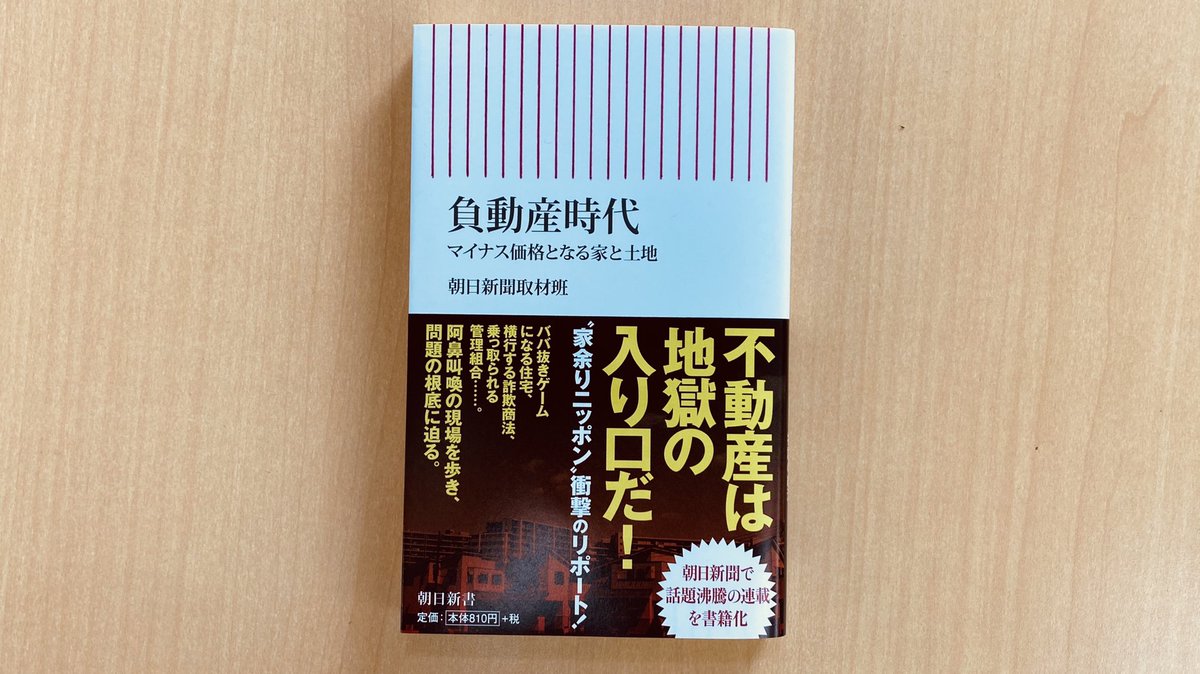 負動産時代
マイナス価格となる家と土地
朝日新聞取材班
不動産は
地獄の
入り口だ！
〝家余りニッポン〟衝撃のリポート！
ババ抜きゲーム
になる住宅、
横行する詐欺商法、
乗っ取られる
管理組合……。
阿鼻叫喚の現場を歩き、
問題の根底に迫る。
朝日新聞で
話題沸騰の連載
を書籍化
朝日新書
定価：本体810円+税